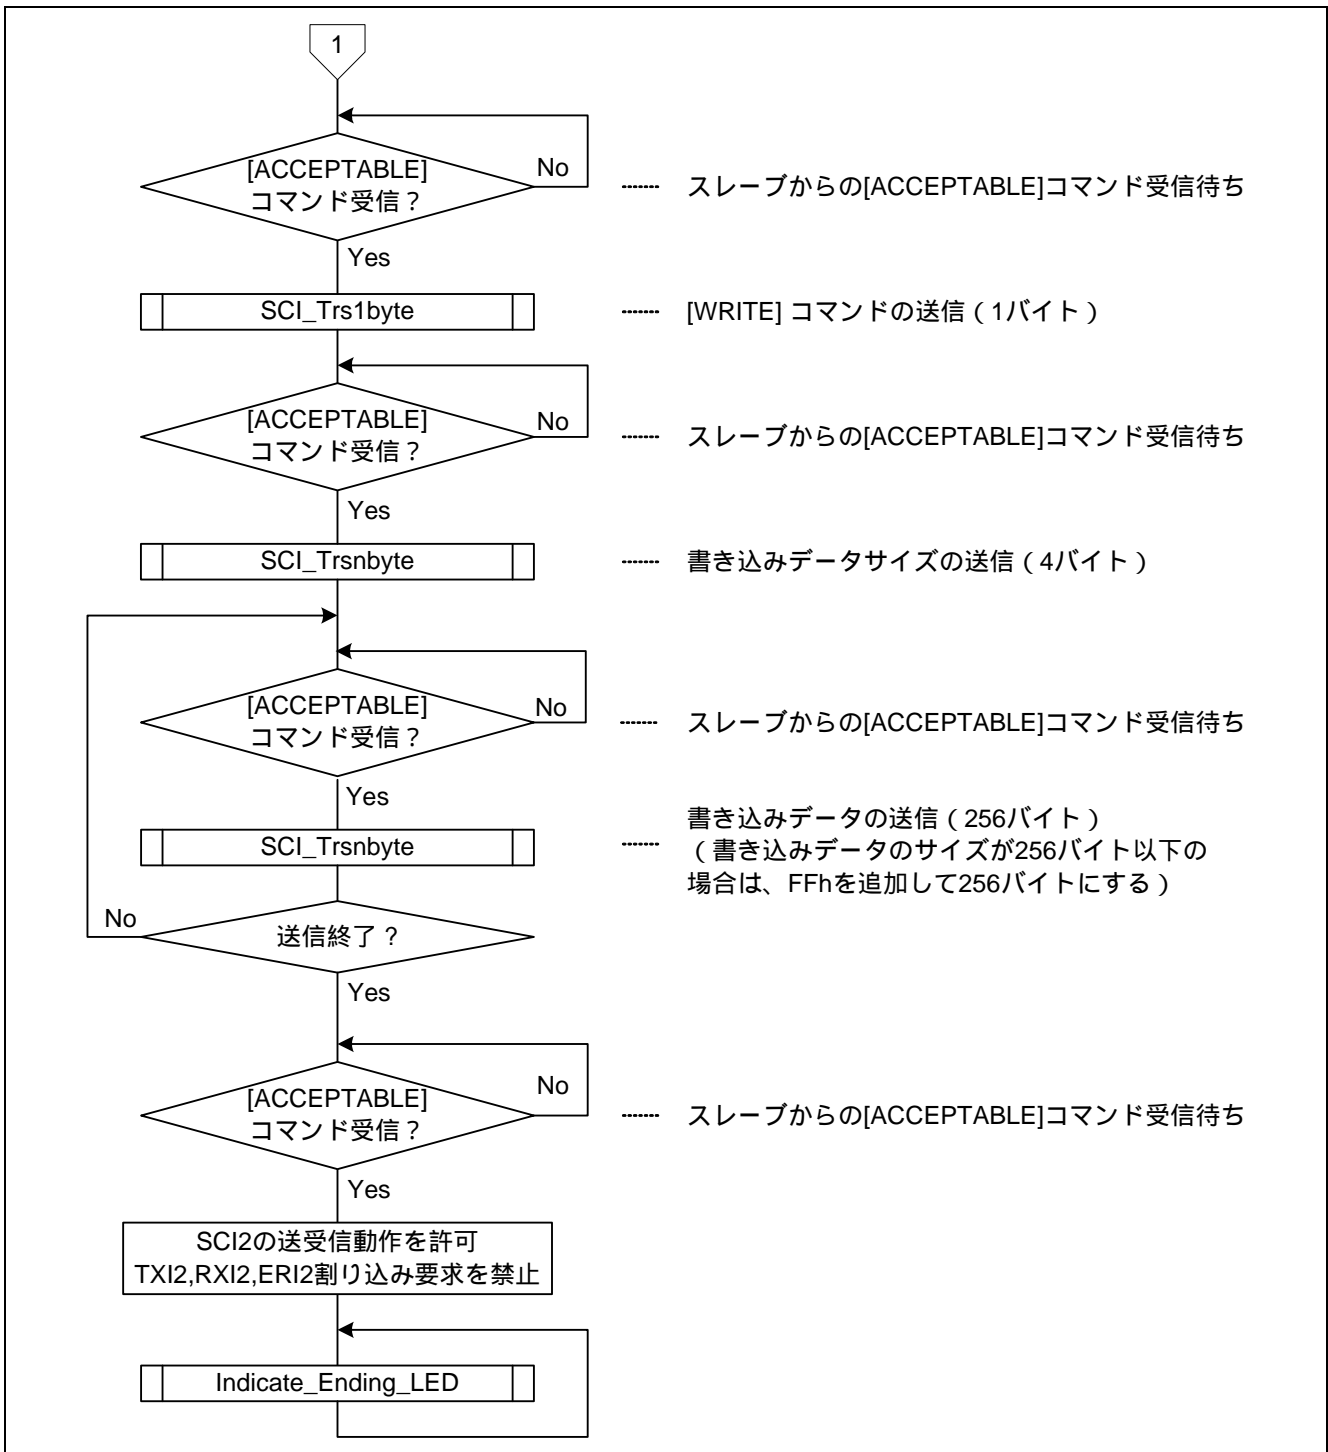 1
[ACCEPTABLE]
コマンド受信？
No
スレーブからの[ACCEPTABLE]コマンド受信待ち
Yes
SCI_Trs1byte
[WRITE] コマンドの送信（1バイト）
[ACCEPTABLE]
コマンド受信？
No
スレーブからの[ACCEPTABLE]コマンド受信待ち
Yes
SCI_Trsnbyte
書き込みデータサイズの送信（4バイト）
[ACCEPTABLE]
コマンド受信？
No
スレーブからの[ACCEPTABLE]コマンド受信待ち
Yes
SCI_Trsnbyte
書き込みデータの送信（256バイト）
（書き込みデータのサイズが256バイト以下の
場合は、FFhを追加して256バイトにする）
No
送信終了？
Yes
[ACCEPTABLE]
コマンド受信？
No
スレーブからの[ACCEPTABLE]コマンド受信待ち
Yes
SCI2の送受信動作を許可
TXI2,RXI2,ERI2割り込み要求を禁止
Indicate_Ending_LED